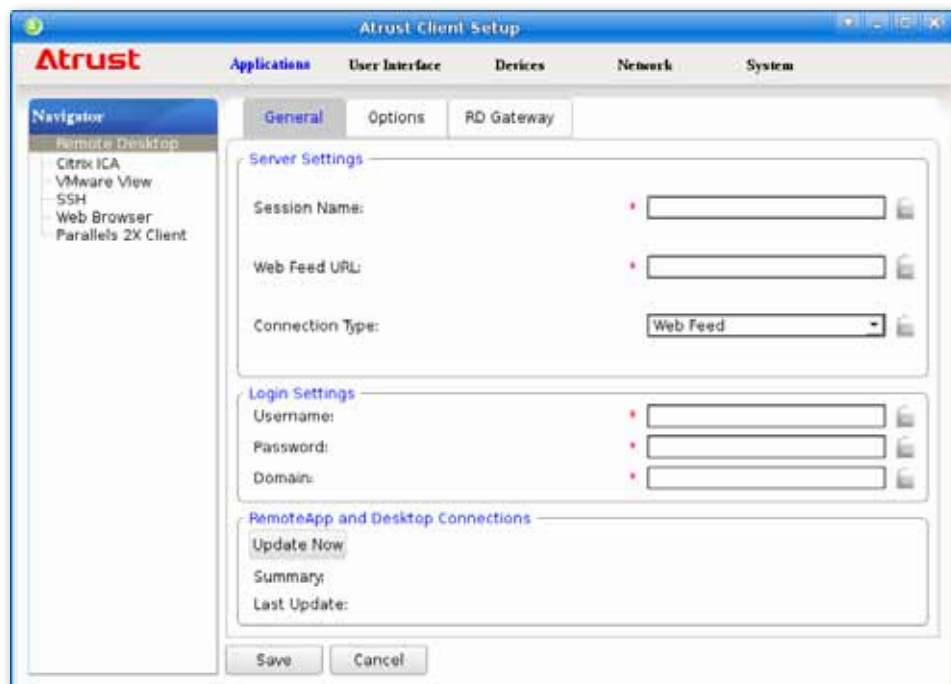 Atrust Client Setup
Atrust
Applications User Interface Devices Network System
Navigator
Remote Desktop
Citrix ICA
VMware View
SSH
Web Browser
Parallels 2X Client
General Options RD Gateway
Server Settings
Session Name: *
Web Feed URL: *
Connection Type: Web Feed
Login Settings
Username: *
Password: *
Domain: *
RemoteApp and Desktop Connections
Update Now
Summary:
Last Update:
Save Cancel